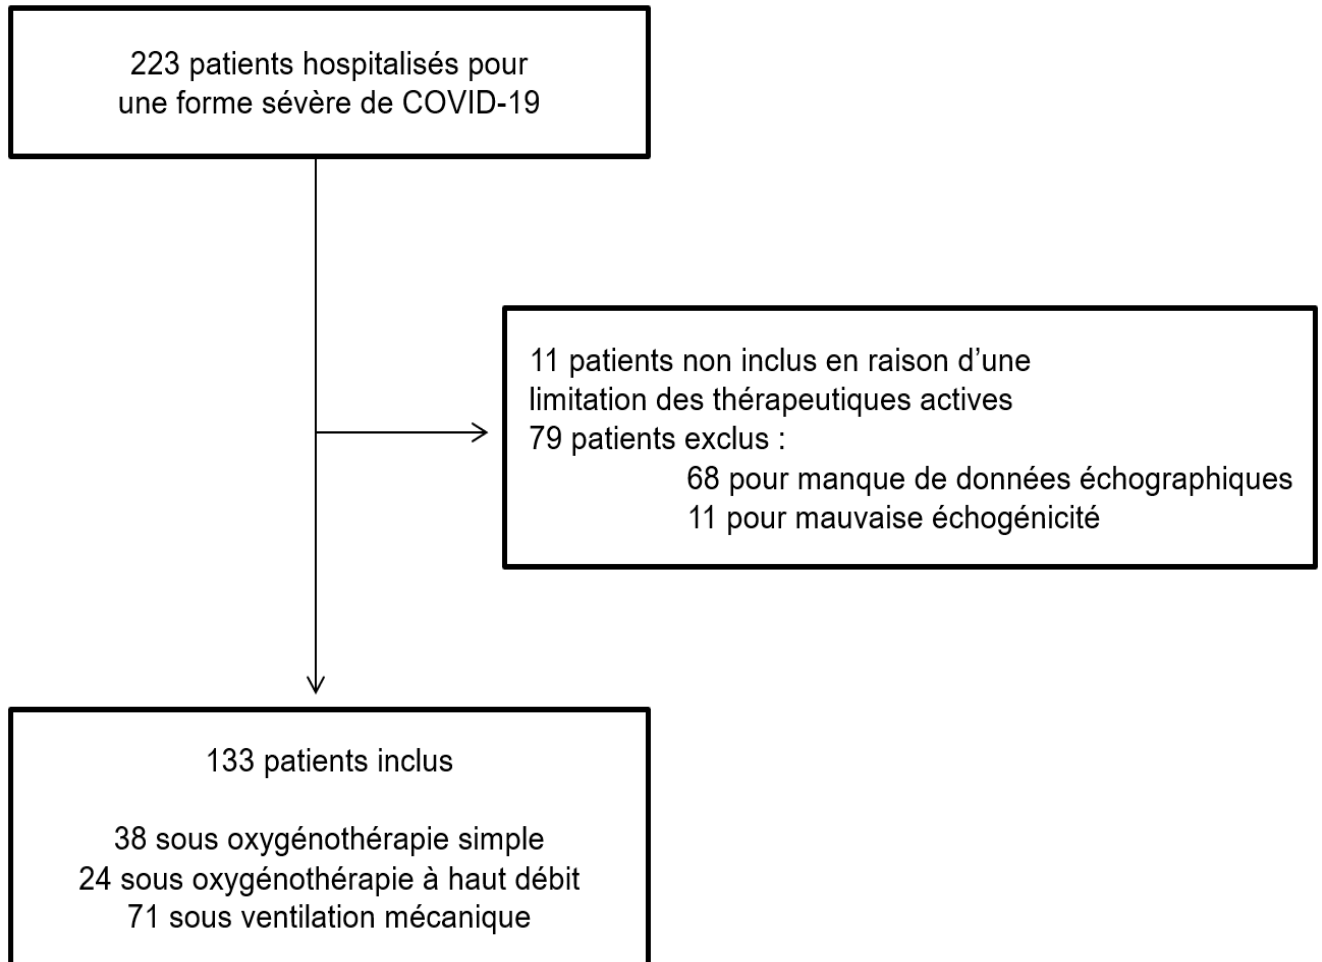 223 patients hospitalisés pour
une forme sévère de COVID-19
11 patients non inclus en raison d’une
limitation des thérapeutiques actives
79 patients exclus :
68 pour manque de données échographiques
11 pour mauvaise échogénicité
133 patients inclus
38 sous oxygénothérapie simple
24 sous oxygénothérapie à haut débit
71 sous ventilation mécanique